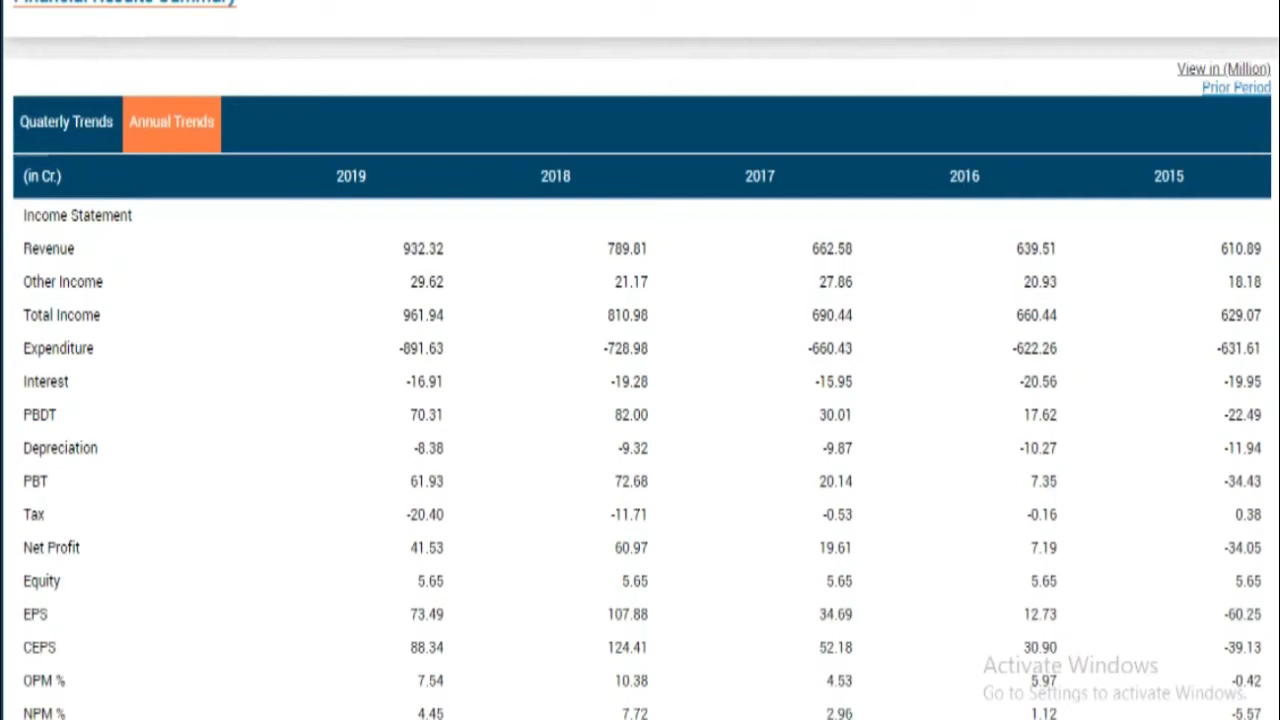 Financial Results Summary
View in (Million)
Prior Period
Quaterly Trends Annual Trends
(in Cr.) 2019 2018 2017 2016 2015
Income Statement
Revenue 932.32 789.81 662.58 639.51 610.89
Other Income 29.62 21.17 27.86 20.93 18.18
Total Income 961.94 810.98 690.44 660.44 629.07
Expenditure -891.63 -728.98 -660.43 -622.26 -631.61
Interest -16.91 -19.28 -15.95 -20.56 -19.95
PBDT 70.31 82.00 30.01 17.62 -22.49
Depreciation -8.38 -9.32 -9.87 -10.27 -11.94
PBT 61.93 72.68 20.14 7.35 -34.43
Tax -20.40 -11.71 -0.53 -0.16 0.38
Net Profit 41.53 60.97 19.61 7.19 -34.05
Equity 5.65 5.65 5.65 5.65 5.65
EPS 73.49 107.88 34.69 12.73 -60.25
CEPS 88.34 124.41 52.18 30.90 -39.13
Activate Windows
OPM % 7.54 10.38 4.53 5.97 -0.42
Go to Settings to activate Windows.
NPM % 4.45 7.72 2.96 1.12 -5.57